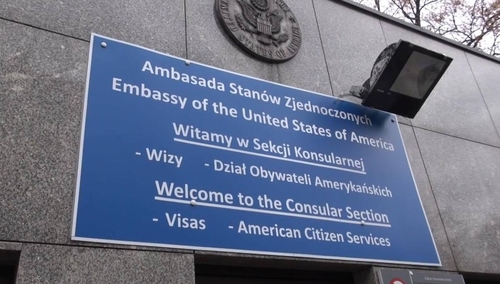 Ambasada Stanów Zjednoczonych
Embassy of the United States of America
Witamy w Sekcji Konsularnej
- Wizy - Dział Obywateli Amerykańskich
Welcome to the Consular Section
- Visas - American Citizen Services